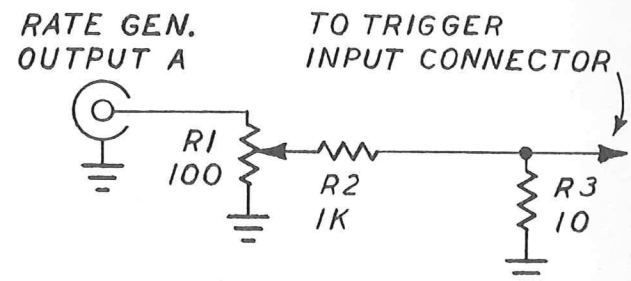 RATE GEN.
OUTPUT A
TO TRIGGER
INPUT CONNECTOR
R1
100
R2
1K
R3
10